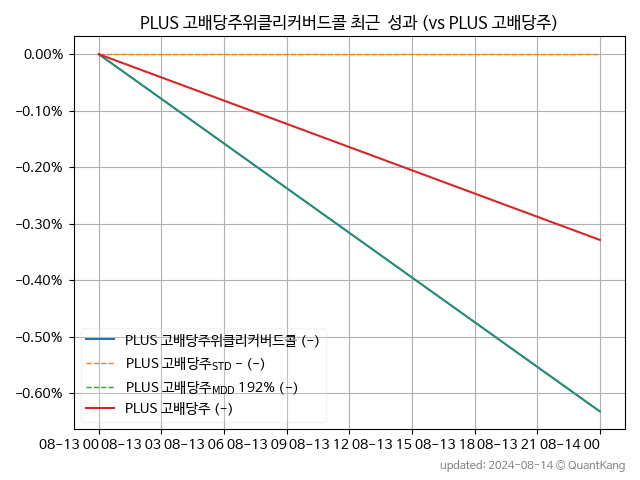 PLUS 고배당주위클리커버드콜 최근 성과 (vs PLUS 고배당주)
0.00%
-0.10%
-0.20%
-0.30%
-0.40%
-0.50%
-0.60%
PLUS 고배당주위클리커버드콜 (-)
PLUS 고배당주STD - (-)
PLUS 고배당주MDD 192% (-)
PLUS 고배당주 (-)
08-13 00 08-13 03 08-13 06 08-13 09 08-13 12 08-13 15 08-13 18 08-13 21 08-14 00
updated: 2024-08-14 © QuantKang